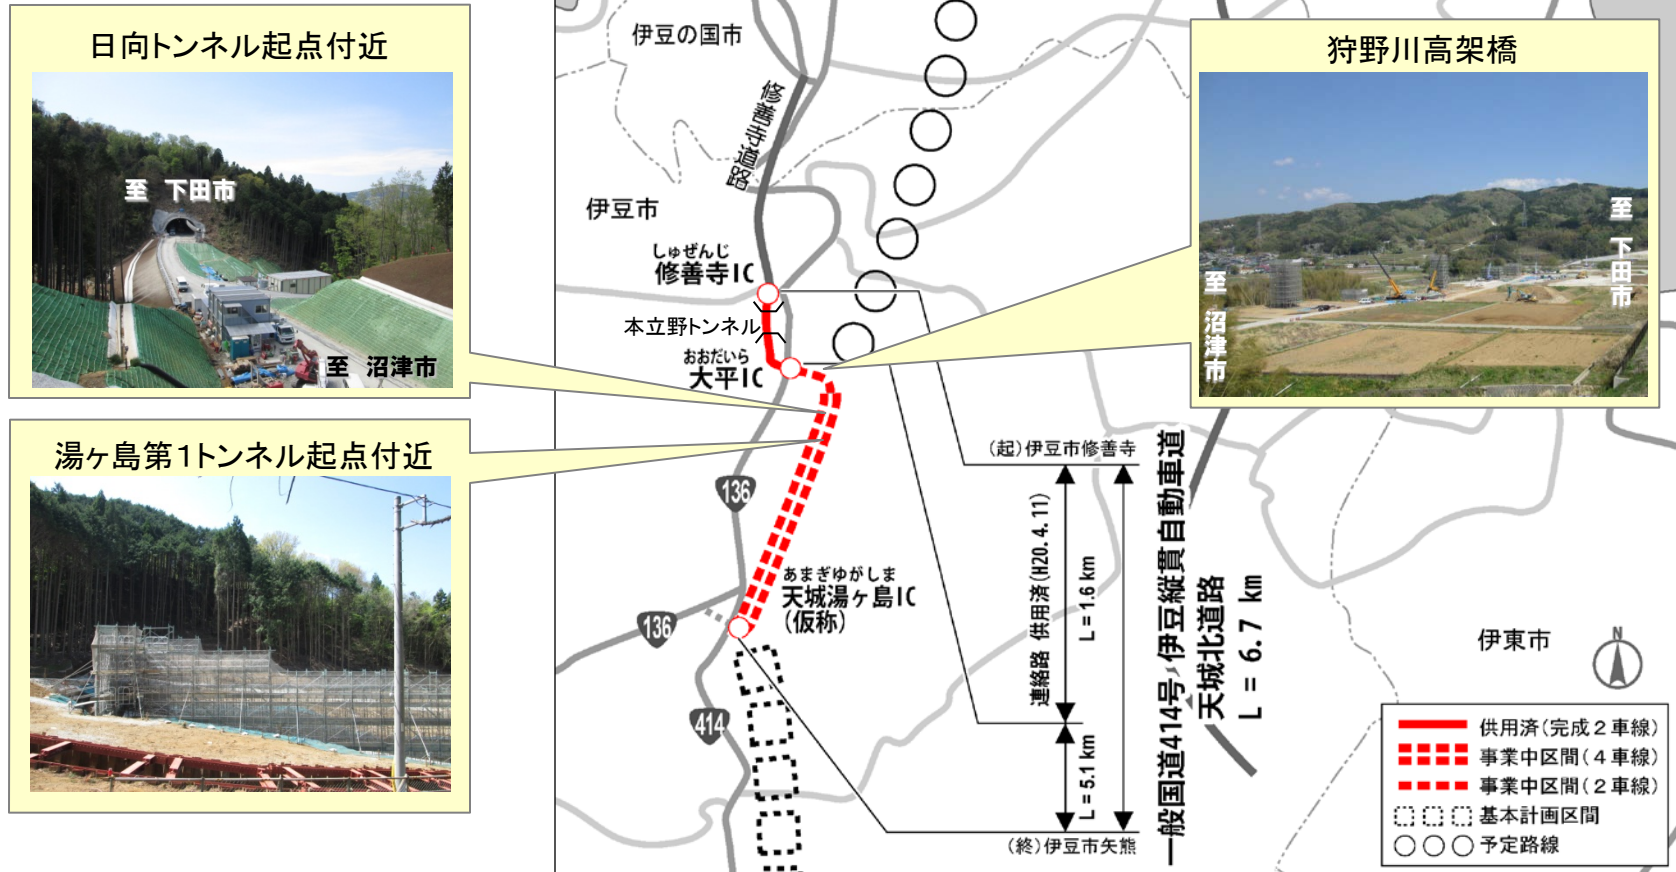 日向トンネル起点付近
至 下田市
至 沼津市
湯ヶ島第1トンネル起点付近
狩野川高架橋
至 沼津市
至 下田市
伊豆の国市
修善寺道路
伊豆市
しゅぜんじ
修善寺IC
本立野トンネル
おおだいら
大平IC
136
136
414
あまぎゆがしま
天城湯ヶ島IC
(仮称)
(起)伊豆市修善寺
連絡路 供用済(H20.4.11)
L=1.6 km
L=5.1 km
(終)伊豆市矢熊
一般国道414号 伊豆縦貫自動車道
天城北道路
L= 6.7 km
伊東市
N
供用済(完成2車線)
事業中区間(4車線)
事業中区間(2車線)
基本計画区間
予定路線